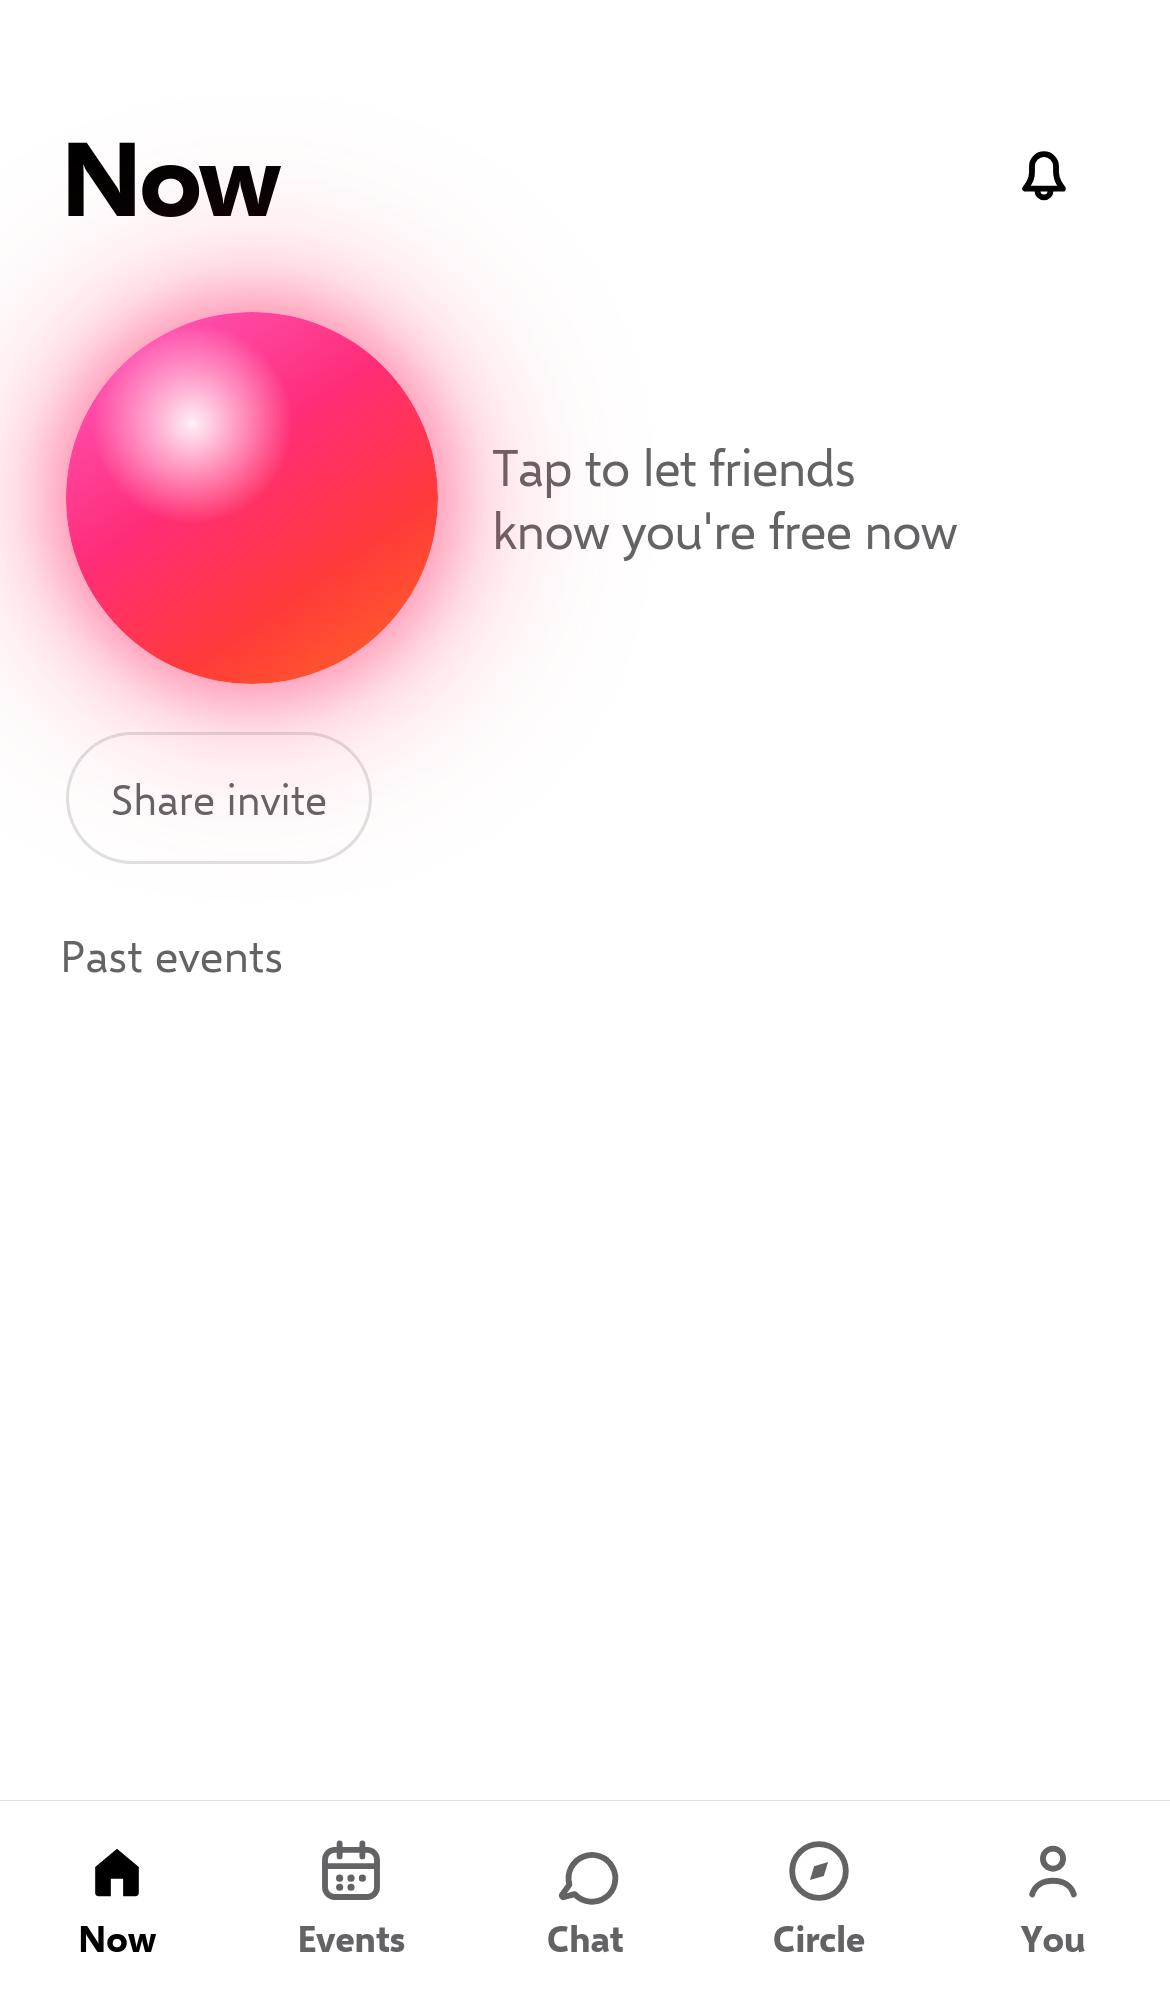 Now
Tap to let friends
know you're free now
Share invite
Past events
Now
Events
Chat
Circle
You